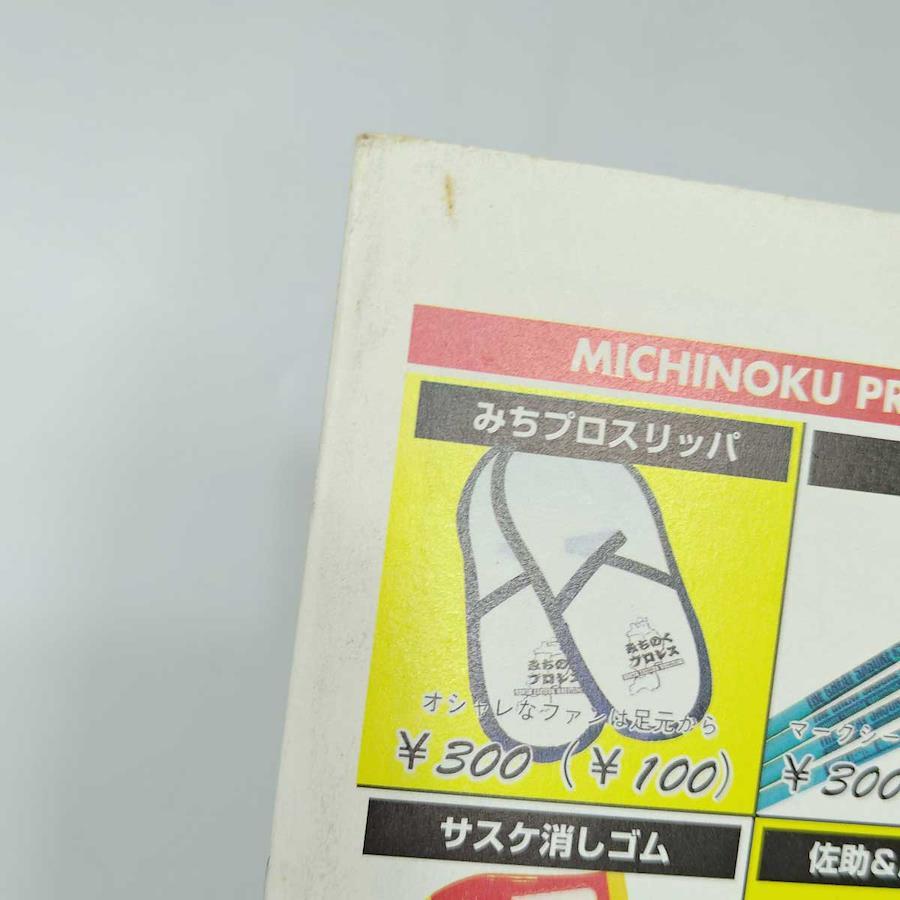 MICHINOKU
みちプロスリッパ
みちのく
プロレス
みちのく
プロレス
オシャレなファンは足元から
¥300（¥100）
マークシー
¥300
サスケ消しゴム
佐助&